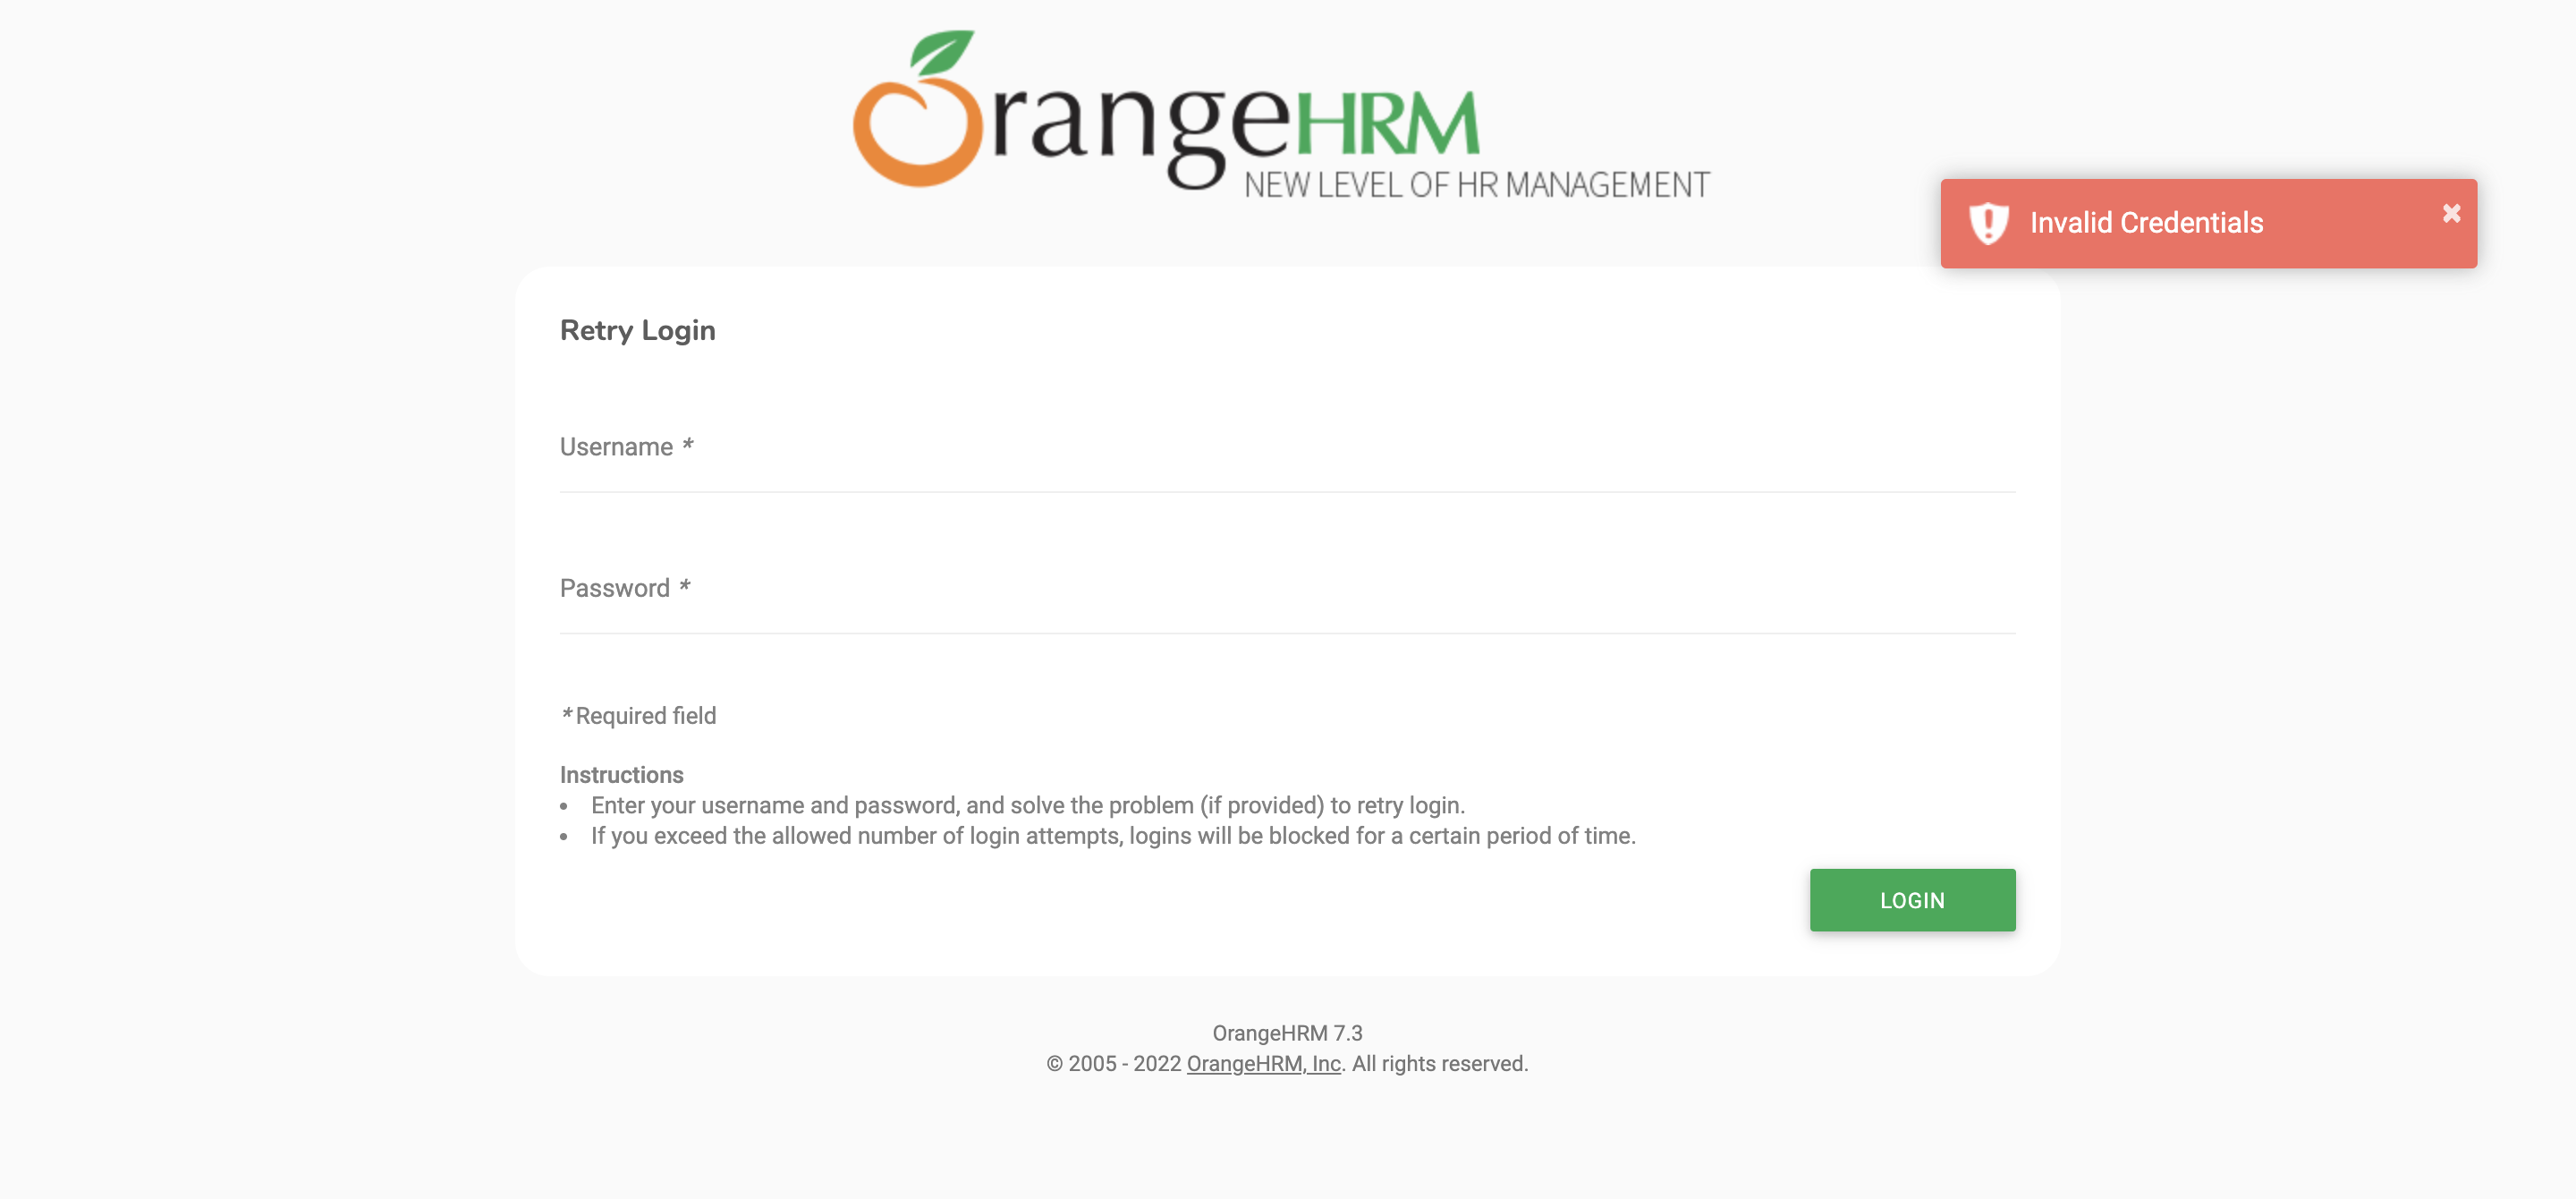 OrangeHRM
NEW LEVEL OF HR MANAGEMENT
Invalid Credentials
Retry Login
Username *
Password *
* Required field
Instructions
• Enter your username and password, and solve the problem (if provided) to retry login.
• If you exceed the allowed number of login attempts, logins will be blocked for a certain period of time.
LOGIN
OrangeHRM 7.3
© 2005 - 2022 OrangeHRM, Inc. All rights reserved.